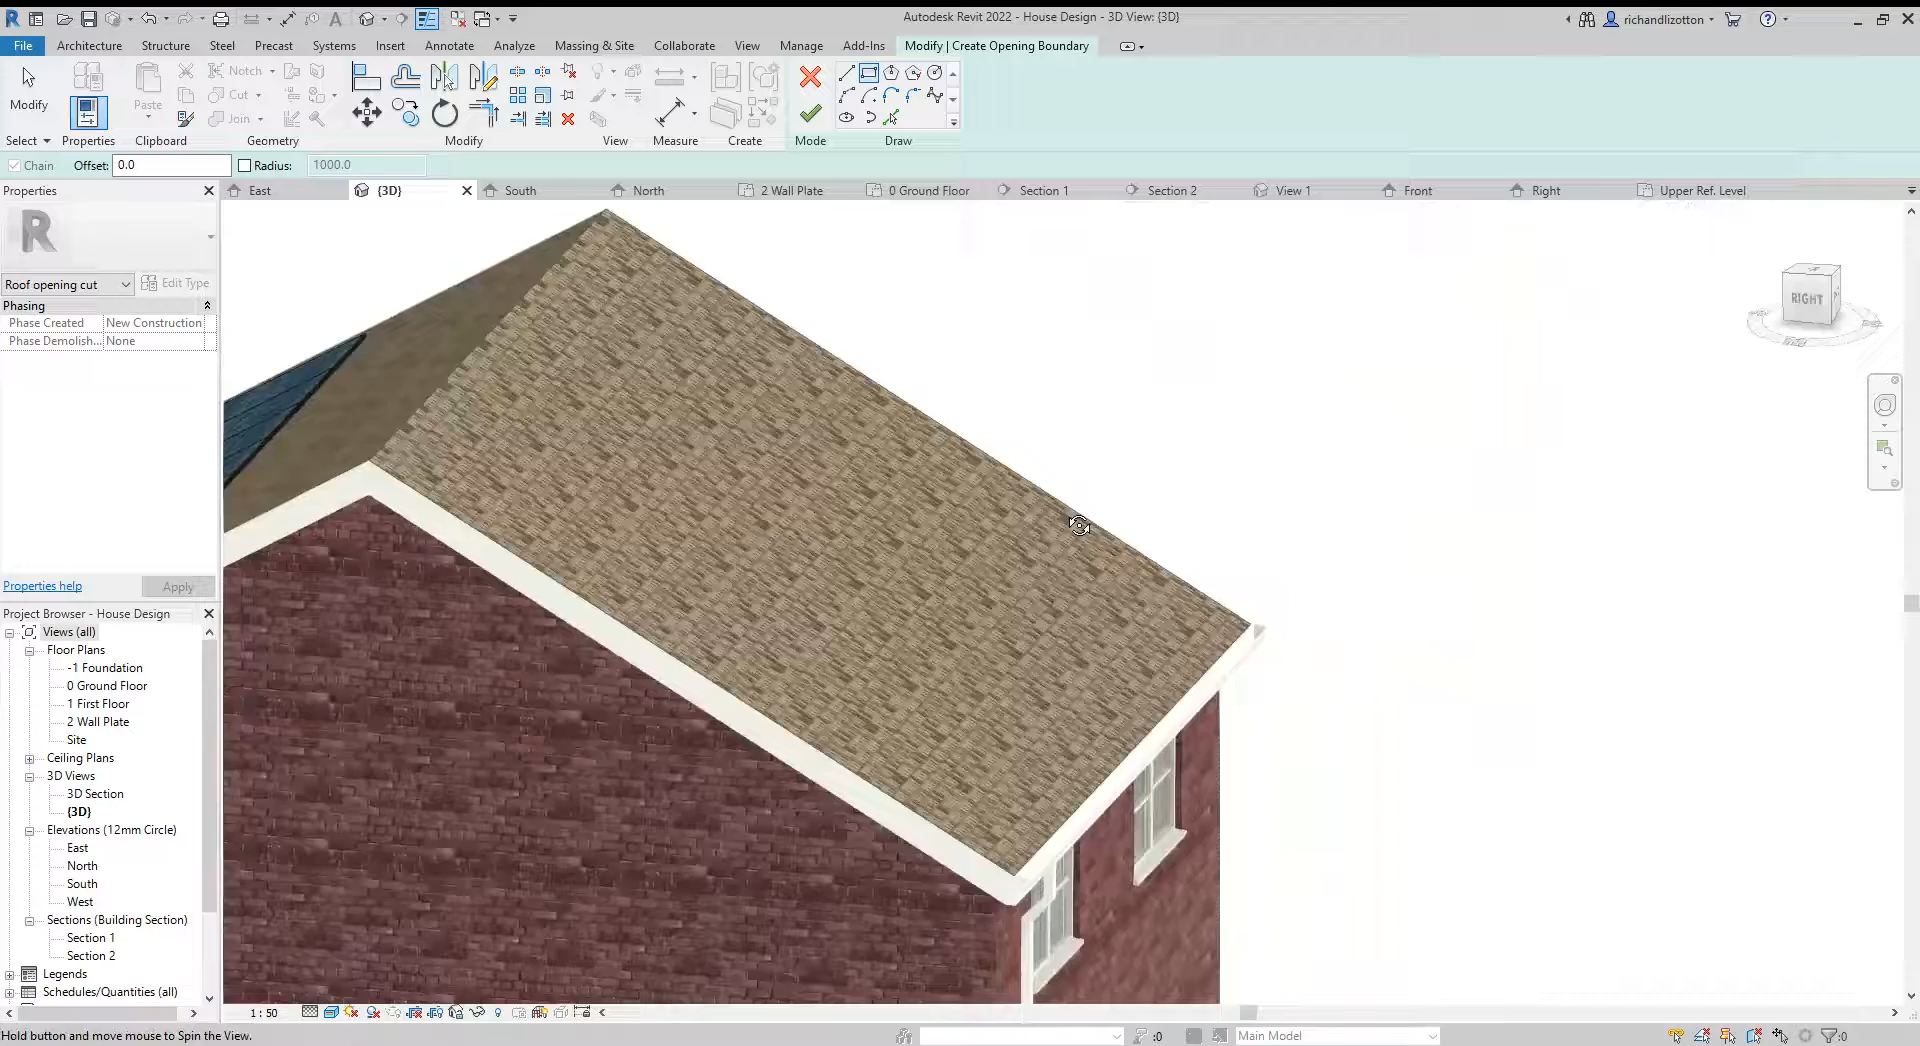 Autodesk Revit 2022 - House Design - 3D View: {3D}
richandlizotton
File Architecture Structure Steel Precast Systems Insert Annotate Analyze Massing & Site Collaborate View Manage Add-Ins Modify | Create Opening Boundary
Modify
Paste
Notch
Cut
Join
Select Properties Clipboard Geometry Modify View Measure Create Mode Draw
Chain Offset: 0.0 Radius: 1000.0
Properties
East {3D} South North 2 Wall Plate 0 Ground Floor Section 1 Section 2 View 1 Front Right Upper Ref. Level
R
Roof opening cut Edit Type
Phasing
Phase Created New Construction
Phase Demolish... None
RIGHT
Properties help Apply
Project Browser - House Design
Views (all)
Floor Plans
-1 Foundation
0 Ground Floor
1 First Floor
2 Wall Plate
Site
Ceiling Plans
3D Views
3D Section
{3D}
Elevations (12mm Circle)
East
North
South
West
Sections (Building Section)
Section 1
Section 2
Legends
Schedules/Quantities (all)
1 : 50
Hold button and move mouse to Spin the View.
:0
Main Model
:0